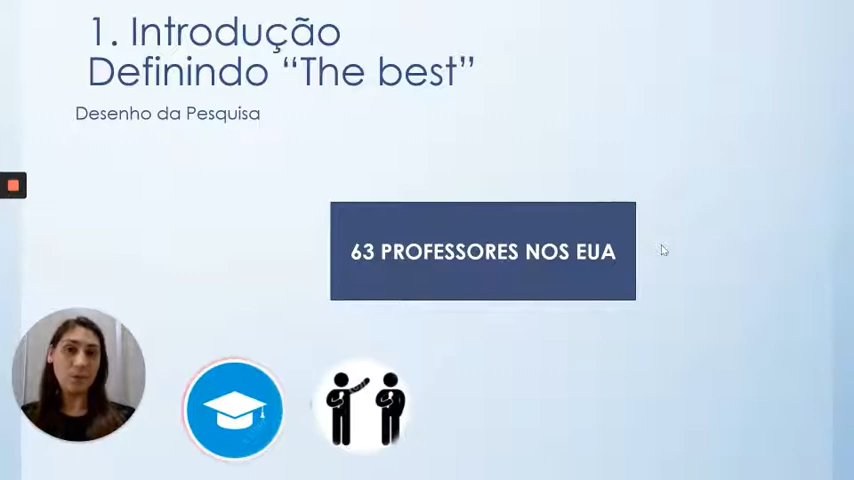 1. Introdução
Definindo “The best”
Desenho da Pesquisa
63 PROFESSORES NOS EUA